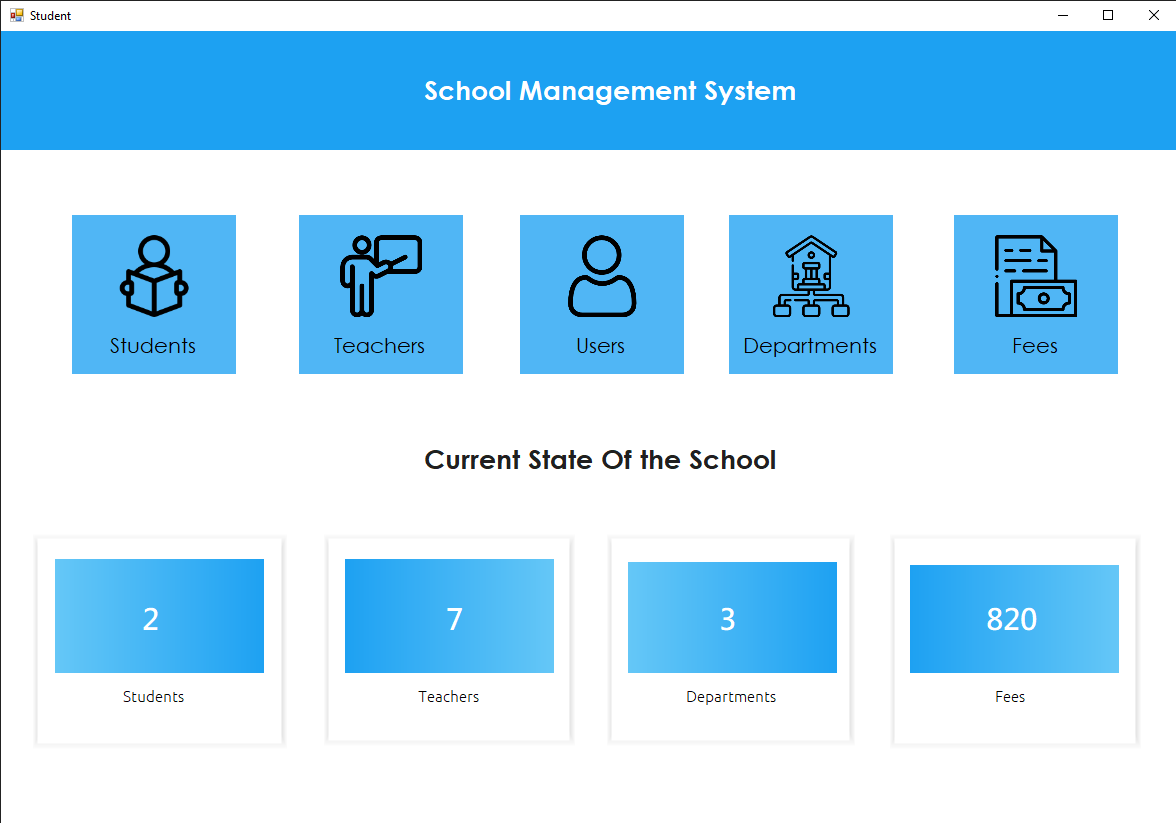 Student
School Management System
Students
Teachers
Users
Departments
Fees
Current State Of the School
2
7
3
820
Students
Teachers
Departments
Fees